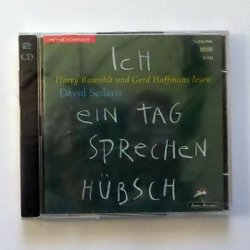 2 CD
ICH
Harry Rowohlt und Gerd Haffmans lesen
David Sedaris
EIN TAG
SPRECHEN
HÜBSCH